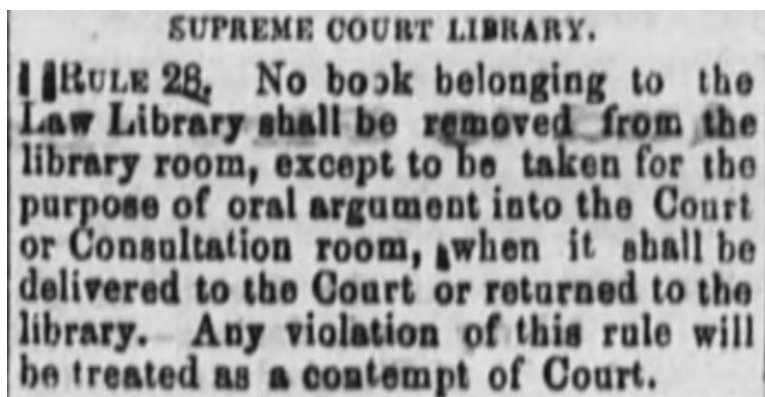 SUPREME COURT LIBRARY.
RULE 28. No book belonging to the
Law Library shall be removed from the
library room, except to be taken for the
purpose of oral argument into the Court
or Consultation room, when it shall be
delivered to the Court or returned to the
library. Any violation of this rule will
be treated as a contempt of Court.